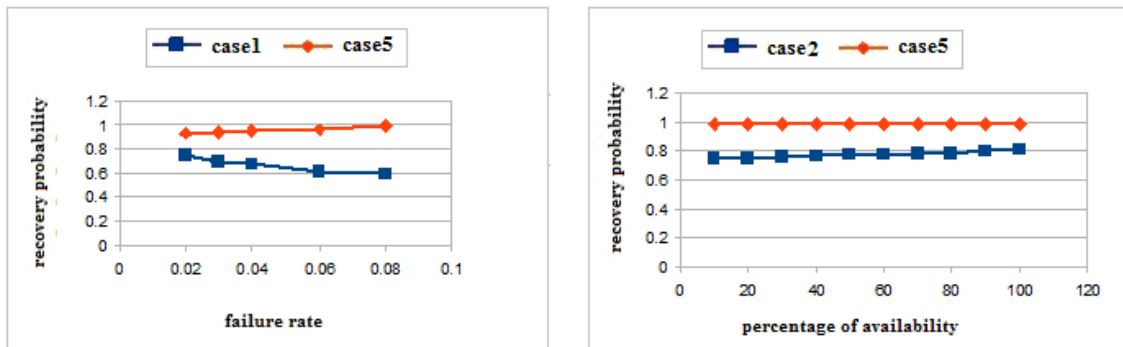 case1 case5
recovery probability
1.2
1
0.8
0.6
0.4
0.2
0
0 0.02 0.04 0.06 0.08 0.1
failure rate
case2 case5
recovery probability
1.2
1
0.8
0.6
0.4
0.2
0
0 20 40 60 80 100 120
percentage of availability